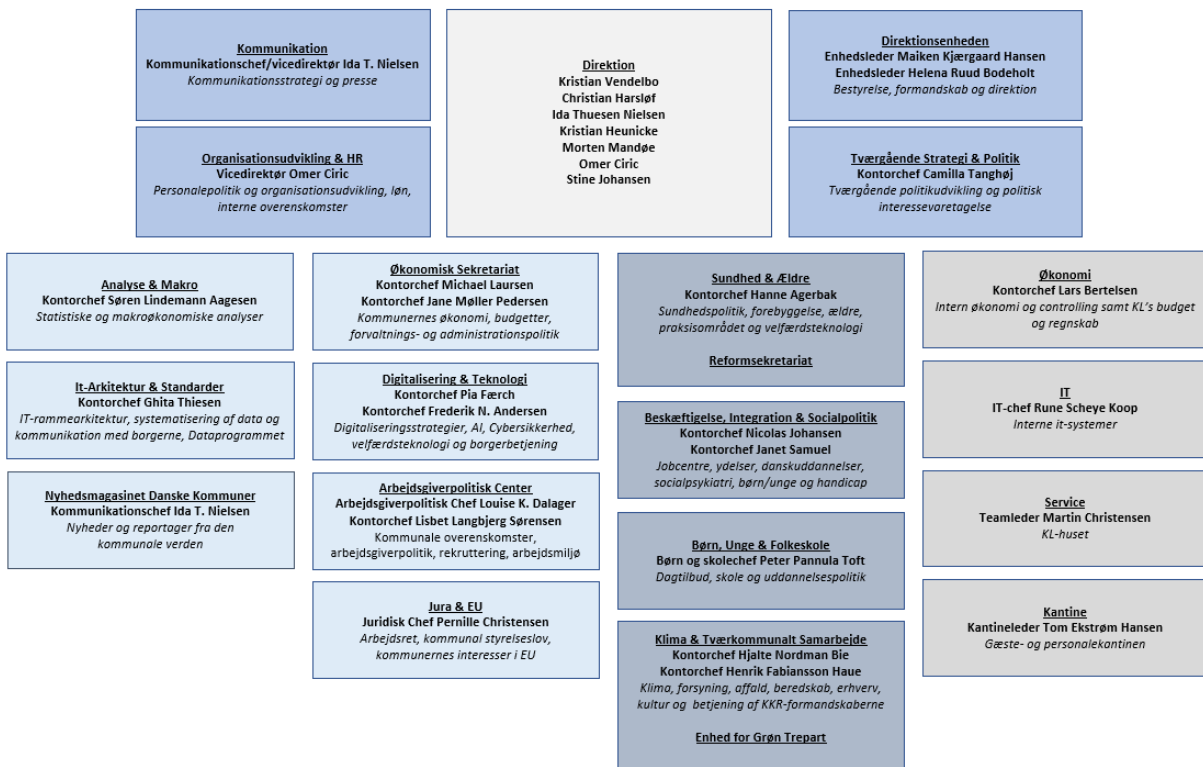 Kommunikation
Kommunikationschef/vicedirektør Ida T. Nielsen
Kommunikationsstrategi og presse
Direktion
Kristian Vendelbo
Christian Harsløf
Ida Thuesen Nielsen
Kristian Heunicke
Morten Mandøe
Omer Ciric
Stine Johansen
Direktionsenheden
Enhedsleder Maiken Kjærgaard Hansen
Enhedsleder Helena Ruud Bodeholt
Bestyrelse, formandskab og direktion
Organisationsudvikling & HR
Vicedirektør Omer Ciric
Personalepolitik og organisationsudvikling, løn,
interne overenskomster
Tværgående Strategi & Politik
Kontorchef Camilla Tanghøj
Tværgående politikudvikling og politisk
interessevaretagelse
Analyse & Makro
Kontorchef Søren Lindemann Aagesen
Statistiske og makroøkonomiske analyser
Økonomisk Sekretariat
Kontorchef Michael Laursen
Kontorchef Jane Møller Pedersen
Kommunernes økonomi, budgetter,
forvaltnings- og administrationspolitik
Sundhed & Ældre
Kontorchef Hanne Agerbak
Sundhedspolitik, forebyggelse, ældre,
praksisområdet og velfærdsteknologi
Reformsekretariat
Økonomi
Kontorchef Lars Bertelsen
Intern økonomi og controlling samt KL's budget
og regnskab
It-Arkitektur & Standarder
Kontorchef Ghita Thiesen
IT-rammearkitektur, systematisering af data og
kommunikation med borgerne, Dataprogrammet
Digitalisering & Teknologi
Kontorchef Pia Færch
Kontorchef Frederik N. Andersen
Digitaliseringsstrategier, AI, Cybersikkerhed,
velfærdsteknologi og borgerbetjening
Beskæftigelse, Integration & Socialpolitik
Kontorchef Nicolas Johansen
Kontorchef Janet Samuel
Jobcentre, ydelser, danskuddannelser,
socialpsykiatri, børn/unge og handicap
IT
IT-chef Rune Scheye Koop
Interne it-systemer
Nyhedsmagasinet Danske Kommuner
Kommunikationschef Ida T. Nielsen
Nyheder og reportager fra den
kommunale verden
Arbejdsgiverpolitisk Center
Arbejdsgiverpolitisk Chef Louise K. Dalager
Kontorchef Lisbet Langbjerg Sørensen
Kommunale overenskomster,
arbejdsgiverpolitik, rekruttering, arbejdsmiljø
Børn, Unge & Folkeskole
Børn og skolechef Peter Pannula Toft
Dagtilbud, skole og uddannelsespolitik
Service
Teamleder Martin Christensen
KL-huset
Jura & EU
Juridisk Chef Pernille Christensen
Arbejdsret, kommunal styrelseslov,
kommunernes interesser i EU
Klima & Tværkommunalt Samarbejde
Kontorchef Hjalte Nordman Bie
Kontorchef Henrik Fabiansson Haue
Klima, forsyning, affald, beredskab, erhverv,
kultur og betjening af KKR-formandskaberne
Enhed for Grøn Trepart
Kantine
Kantineleder Tom Ekstrøm Hansen
Gæste- og personalekantinen